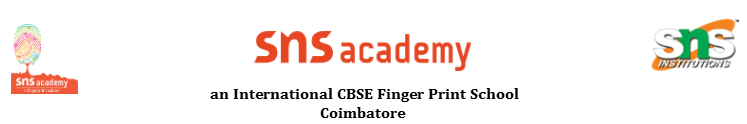 sns academy
sns academy
an International CBSE Finger Print School
Coimbatore
SnS
INSTITUTIONS